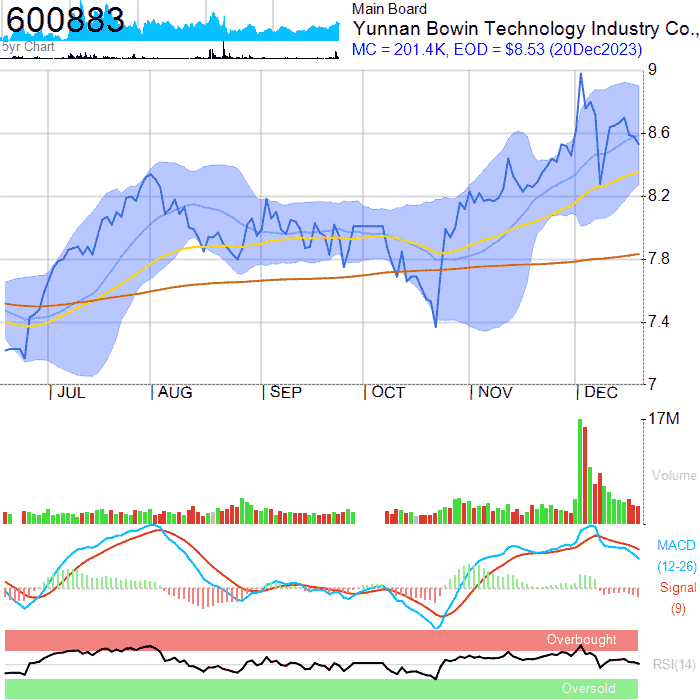 600883
5yr Chart
Main Board
Yunnan Bowin Technology Industry Co.,
MC = 201.4K, EOD = $8.53 (20Dec2023)
9
8.6
8.2
7.8
7.4
7
JUL AUG SEP OCT NOV DEC
17M
Volume
MACD
(12-26)
Signal
(9)
Overbought
RSI(14)
Oversold